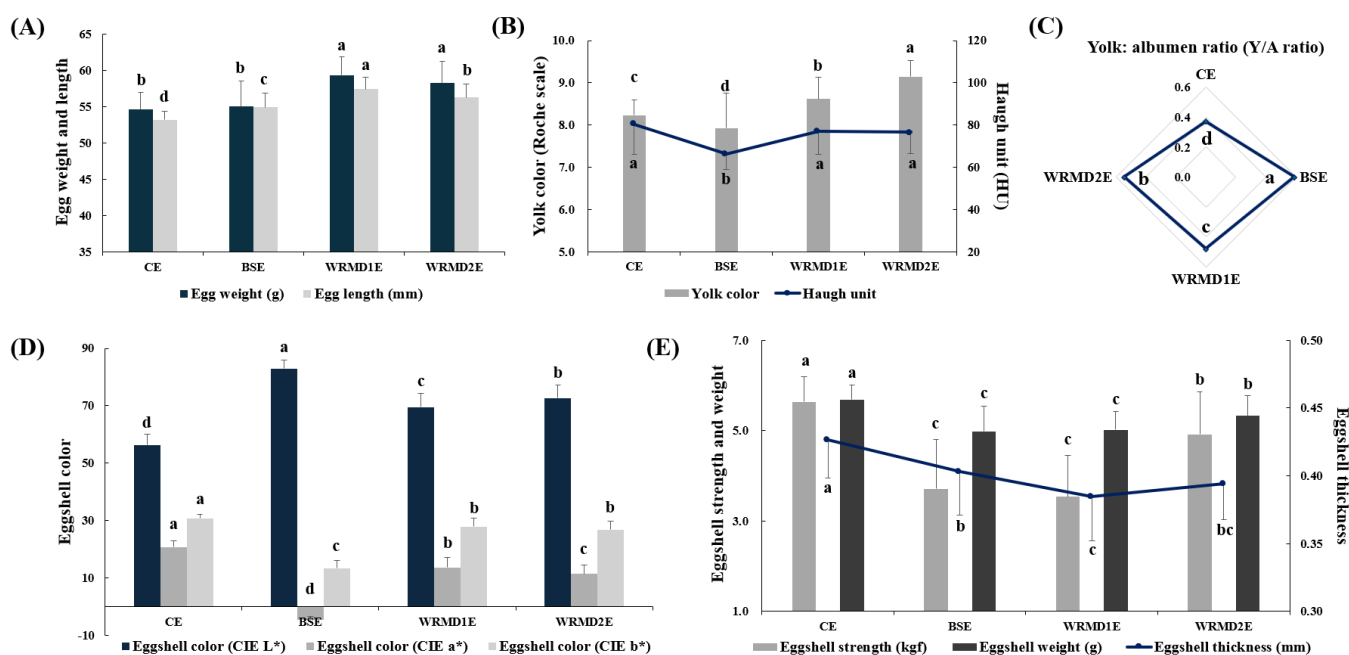 (A)
65
60
55
50
45
40
35
Egg weight and length
b
d
b
c
a
a
a
b
CE
BSE
WRMD1E
WRMD2E
Egg weight (g)
Egg length (mm)
(B)
10.0
9.0
8.0
7.0
6.0
5.0
Yolk color (Roche scale)
c
d
b
a
a
b
a
a
120
100
80
60
40
20
Haugh unit (HU)
CE
BSE
WRMD1E
WRMD2E
Yolk color
Haugh unit
(C)
Yolk: albumen ratio (Y/A ratio)
CE
0.6
0.4
0.2
0.0
d
WRMD2E
b
a
BSE
c
WRMD1E
(D)
90
70
50
30
10
-10
Eggshell color
d
a
a
a
d
c
c
b
b
b
c
b
CE
BSE
WRMD1E
WRMD2E
Eggshell color (CIE L*)
Eggshell color (CIE a*)
Eggshell color (CIE b*)
(E)
7.0
5.0
3.0
1.0
Eggshell strength and weight
a
a
c
c
c
c
b
b
a
b
c
bc
0.50
0.45
0.40
0.35
0.30
Eggshell thickness
CE
BSE
WRMD1E
WRMD2E
Eggshell strength (kgf)
Eggshell weight (g)
Eggshell thickness (mm)